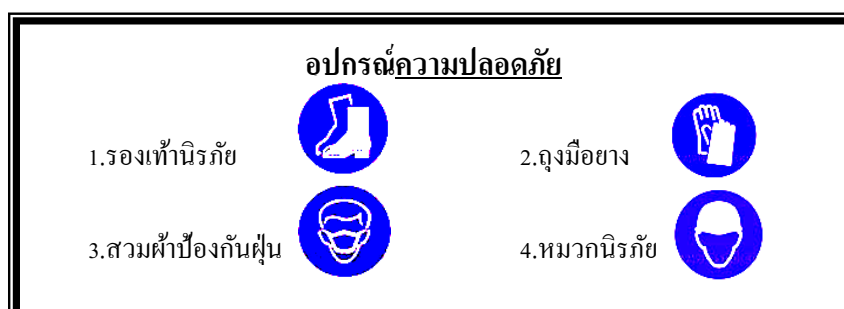 อปกรณ์ความปลอดภัย
1.รองเท้านิรภัย 2.ถุงมือยาง
3.สวมผ้าป้องกันฝุ่น 4.หมวกนิรภัย